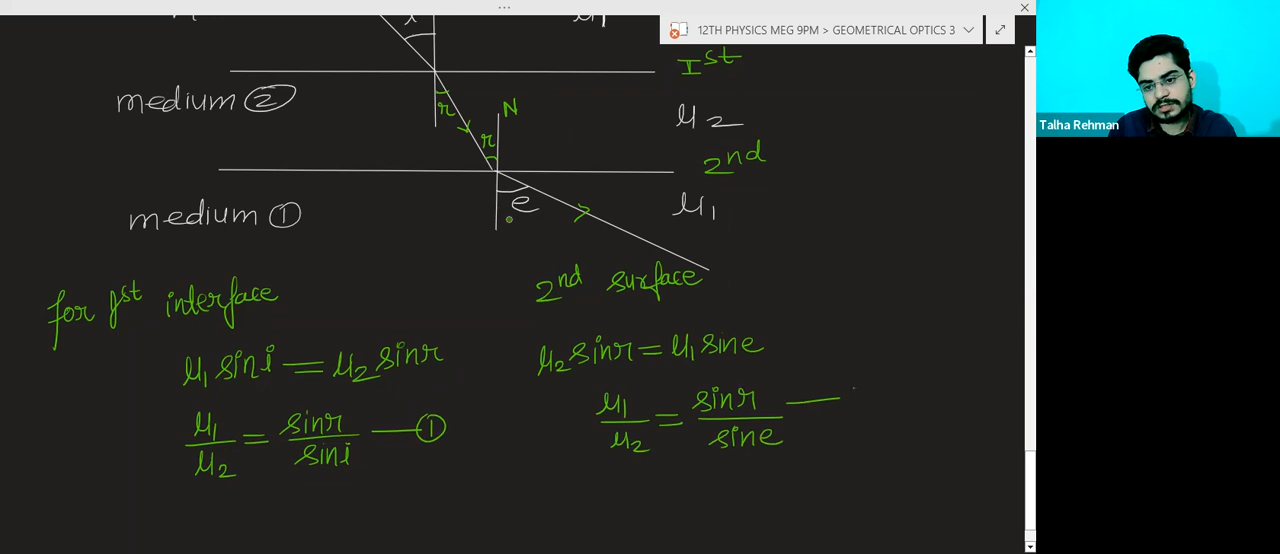 i
μ1
12TH PHYSICS MEG 9PM > GEOMETRICAL OPTICS 3
Ist
medium ②
r
N
μ2
r
2nd
medium ①
e
μ1
Talha Rehman
for Ist interface
2nd surface
μ1 sin i = μ2 sin r
μ2 sin r = μ1 sin e
μ1/μ2 = sin r/sin i — ①
μ1/μ2 = sin r/sin e —